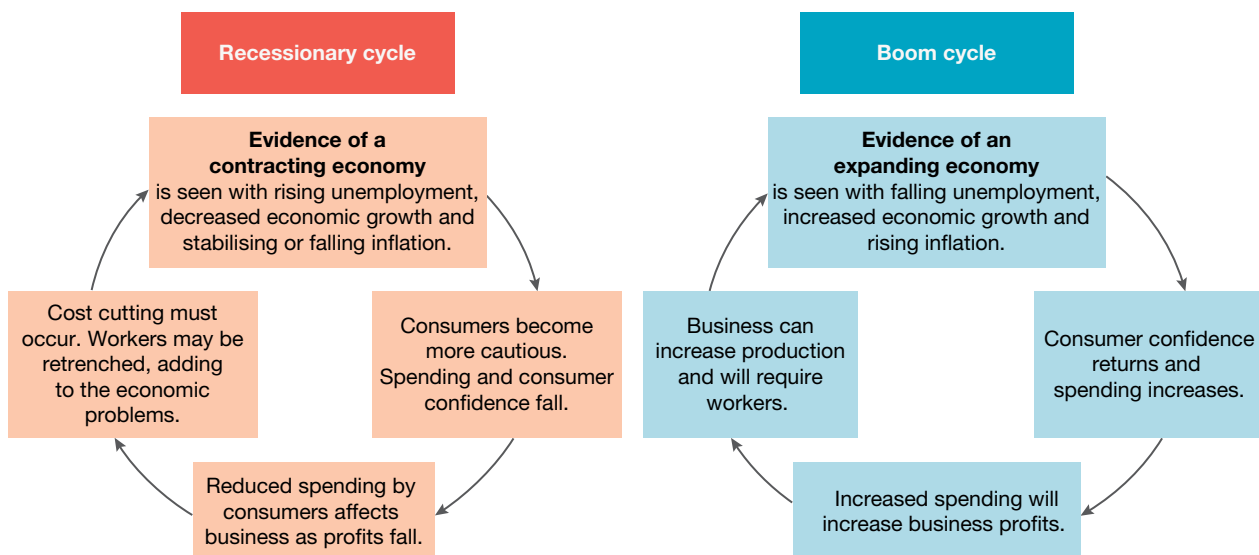 Recessionary cycle
Evidence of a
contracting economy
is seen with rising unemployment,
decreased economic growth and
stabilising or falling inflation.
Consumers become
more cautious.
Spending and consumer
confidence fall.
Reduced spending by
consumers affects
business as profits fall.
Cost cutting must
occur. Workers may be
retrenched, adding
to the economic
problems.
Boom cycle
Evidence of an
expanding economy
is seen with falling unemployment,
increased economic growth and
rising inflation.
Consumer confidence
returns and
spending increases.
Increased spending will
increase business profits.
Business can
increase production
and will require
workers.